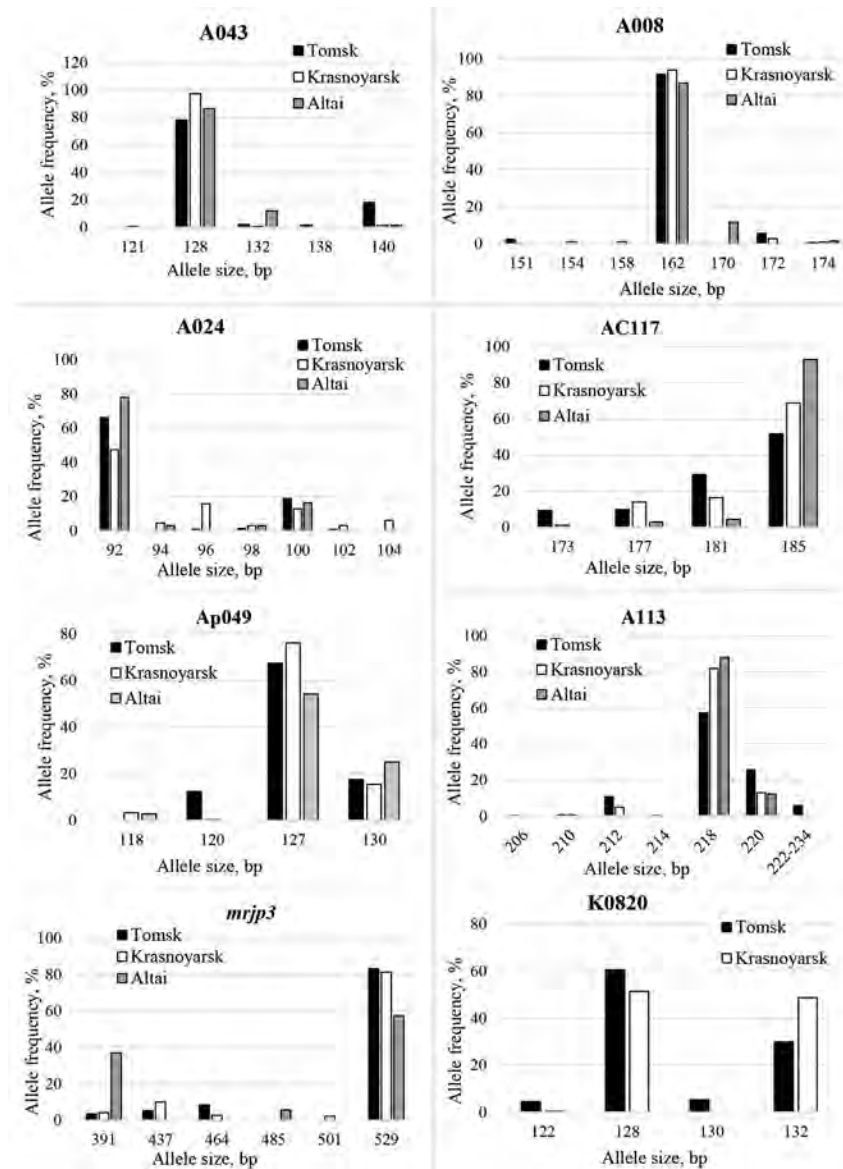 A043
Allele frequency, %
120
100
80
60
40
20
0
Tomsk
Krasnoyarsk
Altai
121 128 132 138 140
Allele size, bp
A008
Allele frequency, %
100
80
60
40
20
0
Tomsk
Krasnoyarsk
Altai
151 154 158 162 170 172 174
Allele size, bp
A024
Allele frequency, %
100
80
60
40
20
0
Tomsk
Krasnoyarsk
Altai
92 94 96 98 100 102 104
Allele size, bp
AC117
Allele frequency, %
100
80
60
40
20
0
Tomsk
Krasnoyarsk
Altai
173 177 181 185
Allele size, bp
Ap049
Allele frequency, %
80
60
40
20
0
Tomsk
Krasnoyarsk
Altai
118 120 127 130
Allele size, bp
A113
Allele frequency, %
100
80
60
40
20
0
Tomsk
Krasnoyarsk
Altai
206 210 212 214 218 220 222-234
Allele size, bp
mrjp3
Allele frequency, %
100
80
60
40
20
0
Tomsk
Krasnoyarsk
Altai
391 437 464 485 501 529
Allele size, bp
K0820
Allele frequency, %
80
60
40
20
0
Tomsk
Krasnoyarsk
122 128 130 132
Allele size, bp